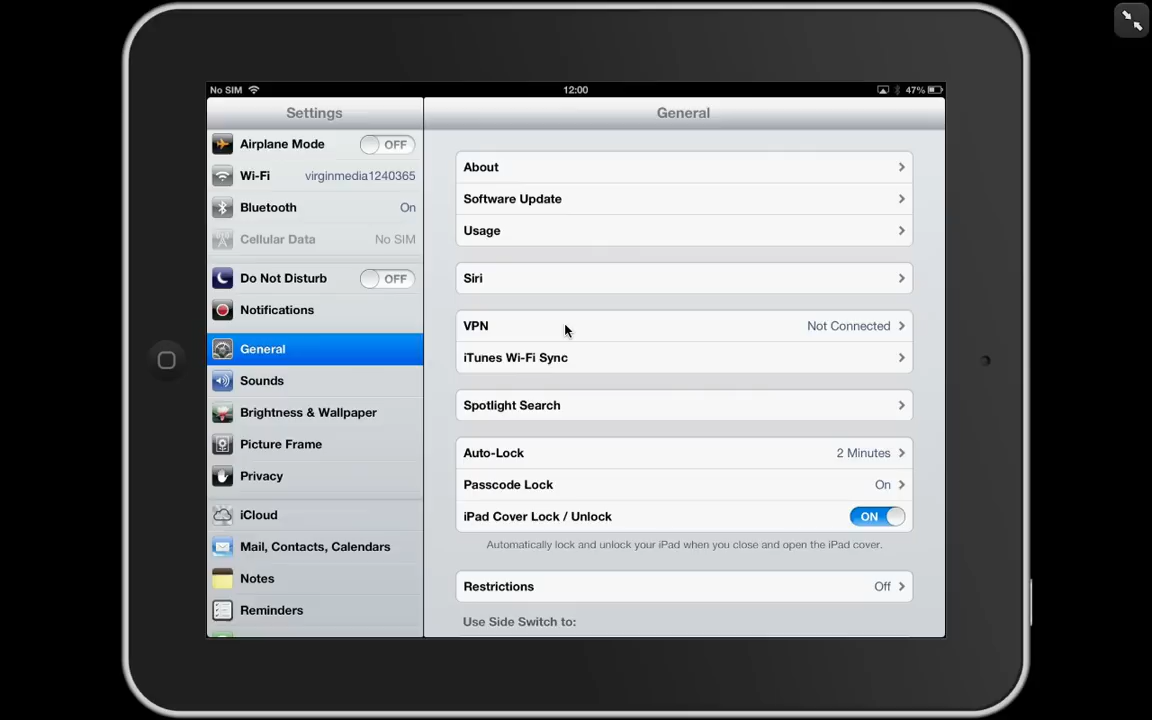 No SIM 12:00 47%
Settings General
Airplane Mode OFF
Wi-Fi virginmedia1240365
Bluetooth On
Cellular Data No SIM
Do Not Disturb OFF
Notifications
General
Sounds
Brightness & Wallpaper
Picture Frame
Privacy
iCloud
Mail, Contacts, Calendars
Notes
Reminders
About
Software Update
Usage
Siri
VPN Not Connected
iTunes Wi-Fi Sync
Spotlight Search
Auto-Lock 2 Minutes
Passcode Lock On
iPad Cover Lock / Unlock ON
Automatically lock and unlock your iPad when you close and open the iPad cover.
Restrictions Off
Use Side Switch to: